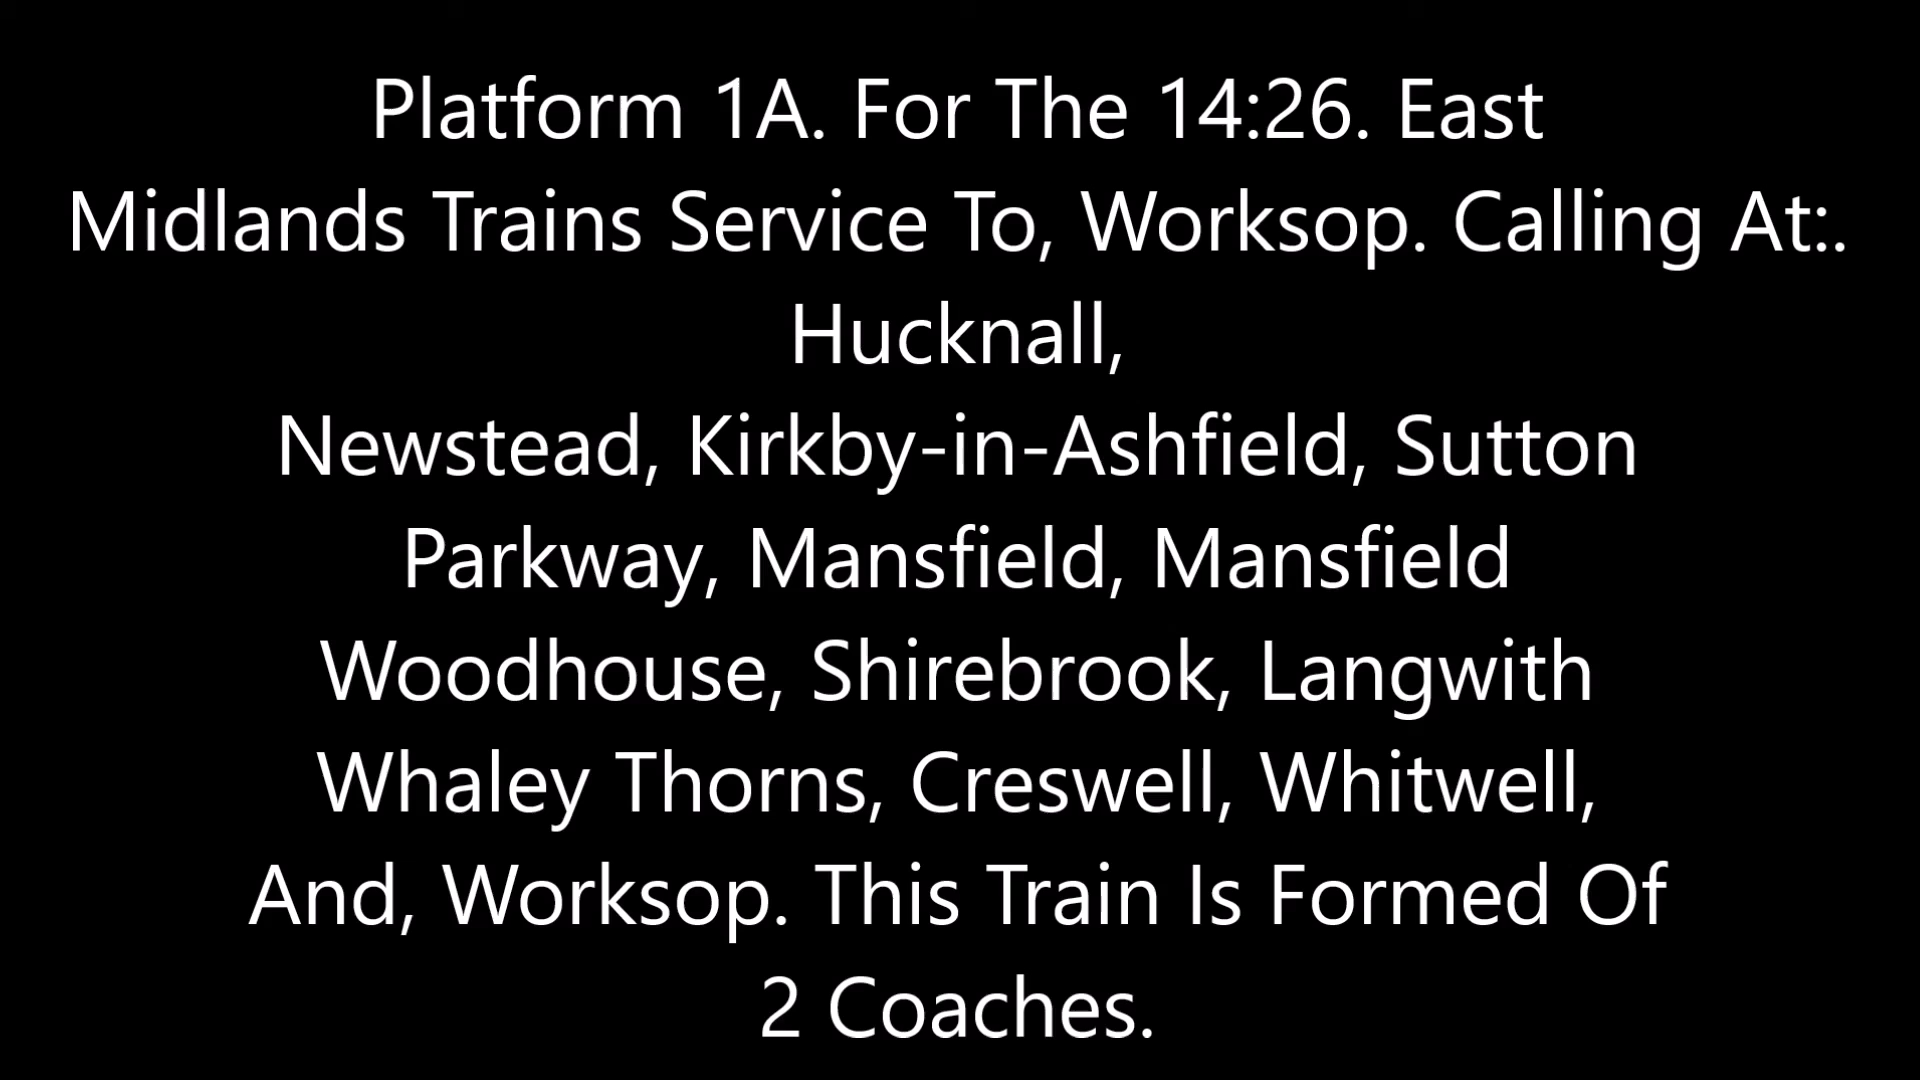 Platform 1A. For The 14:26. East
Midlands Trains Service To, Worksop. Calling At:.
Hucknall,
Newstead, Kirkby-in-Ashfield, Sutton
Parkway, Mansfield, Mansfield
Woodhouse, Shirebrook, Langwith
Whaley Thorns, Creswell, Whitwell,
And, Worksop. This Train Is Formed Of
2 Coaches.